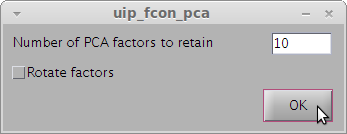 uip_fcon_pca
Number of PCA factors to retain 10
Rotate factors
OK